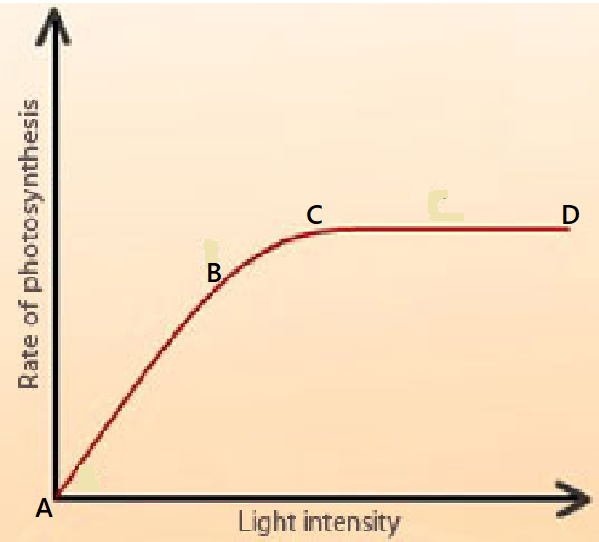 Rate of photosynthesis
C
D
B
A
Light intensity